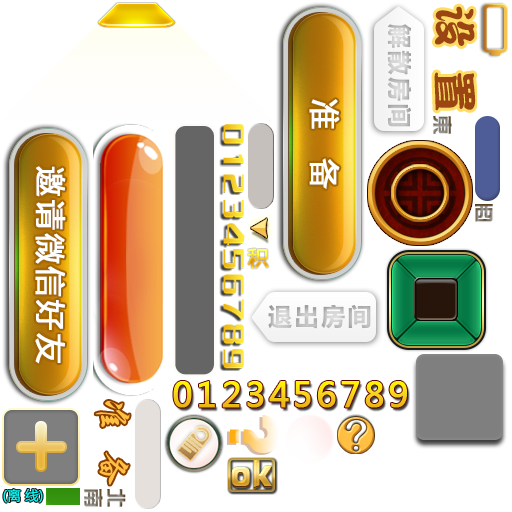 设置
解散房间
准备
邀请微信好友
0123456789
积
東
西
退出房间
0123456789
准备
?
ok
北
南
(离线)